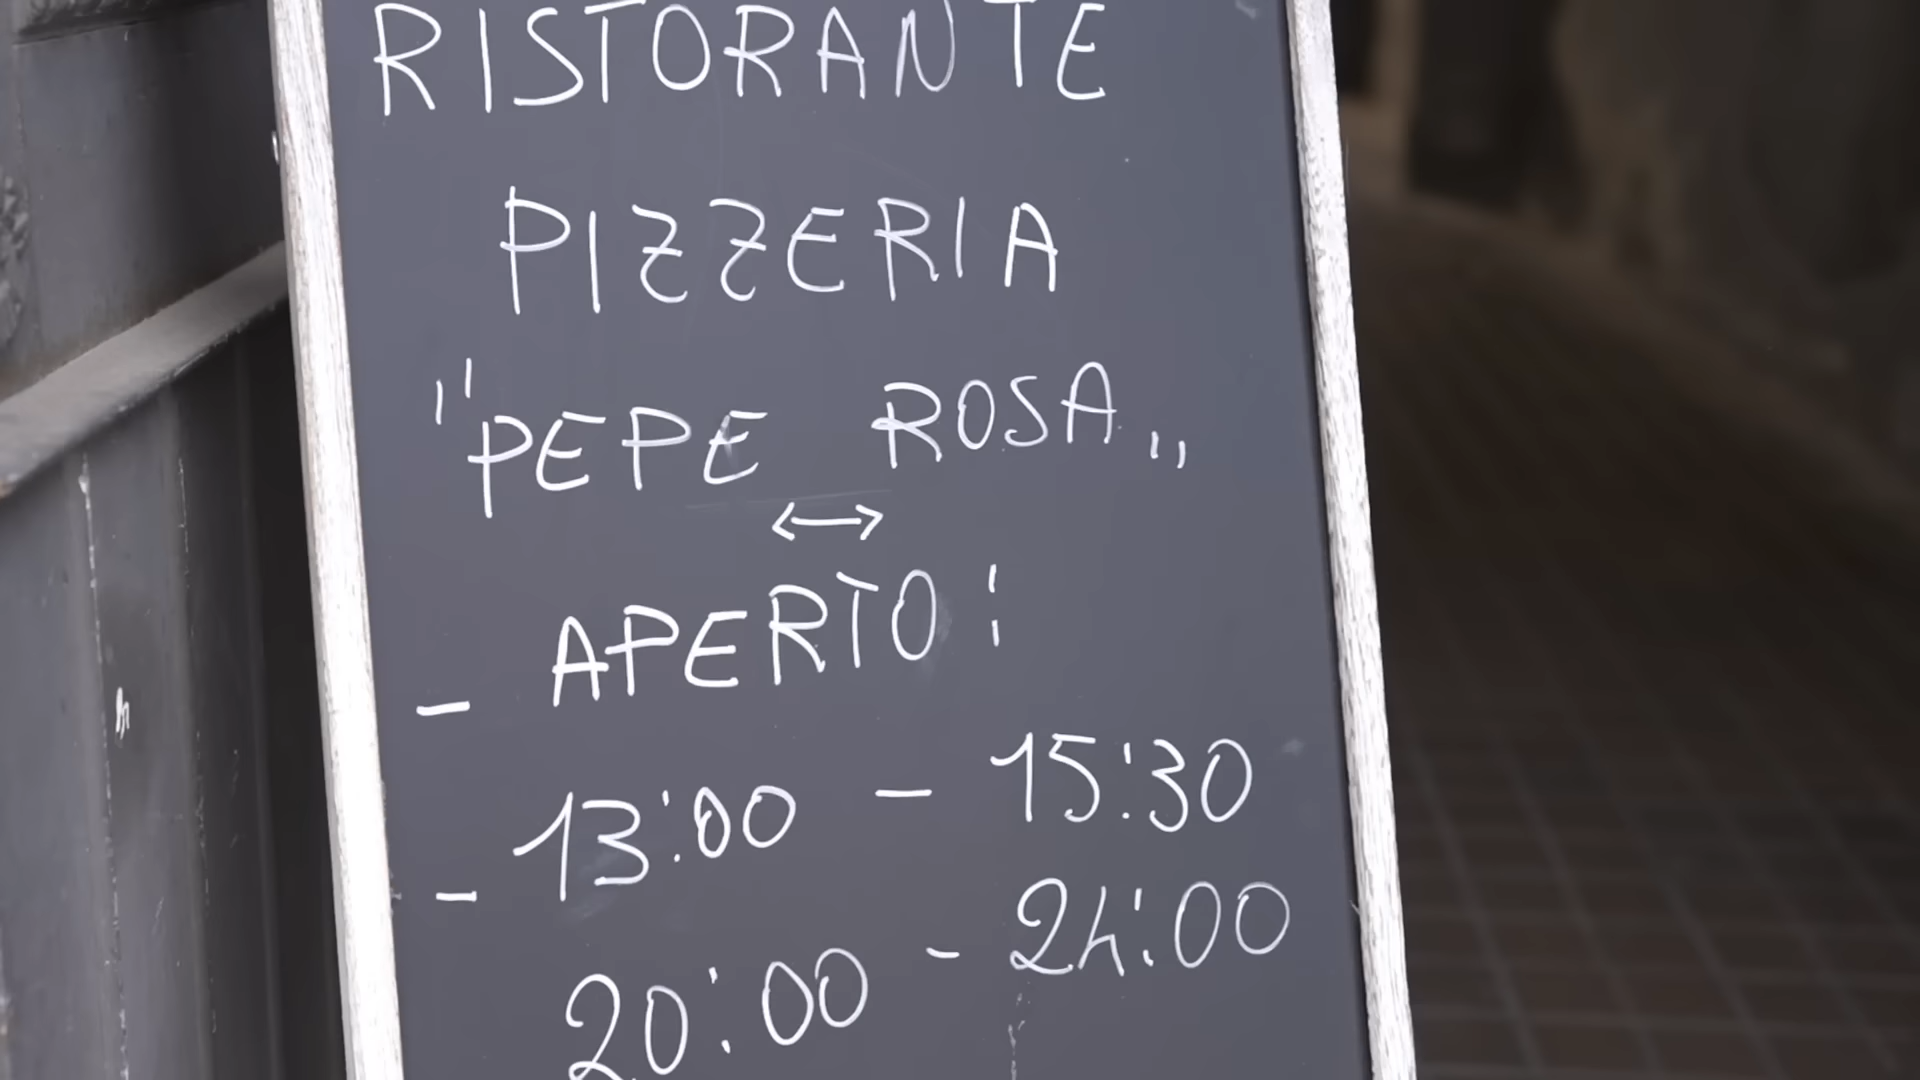 RISTORANTE
PIZZERIA
"PEPE ROSA„
↔
- APERTO:
- 13:00 - 15:30
20:00 - 24:00